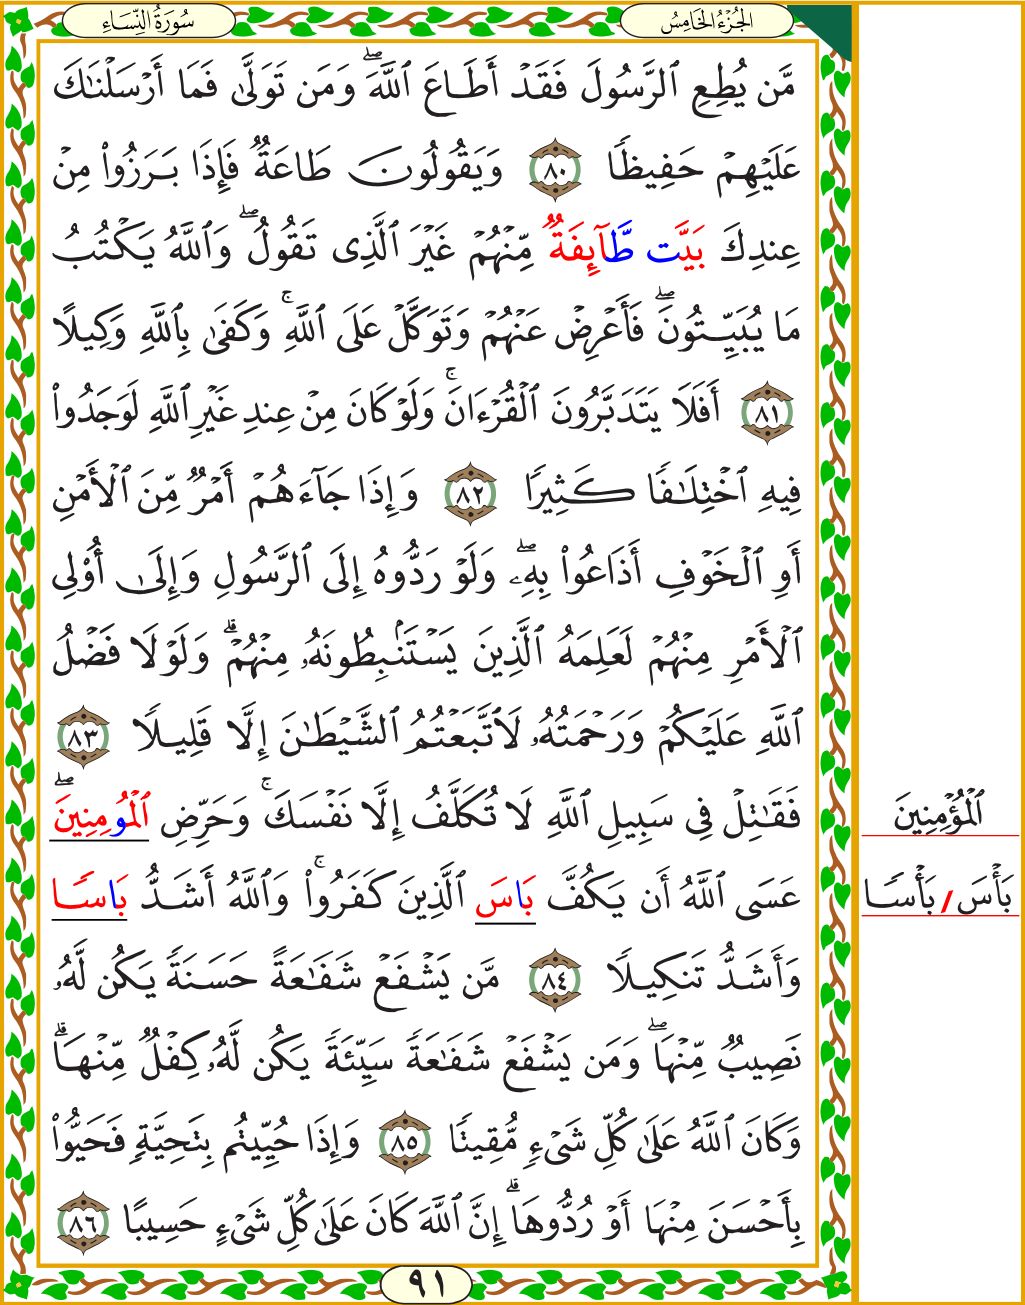 سُورَةُ النِّسَاءِ
الجُزْءُ الخَامِسُ
مَّن يُطِعِ ٱلرَّسُولَ فَقَدْ أَطَاعَ ٱللَّهَۖ وَمَن تَوَلَّىٰ فَمَا أَرْسَلْنَٰكَ
عَلَيْهِمْ حَفِيظًا ٨٠ وَيَقُولُونَ طَاعَةٌ فَإِذَا بَرَزُوا۟ مِنْ
عِندِكَ بَيَّت طَّآئِفَةٌ مِّنْهُمْ غَيْرَ ٱلَّذِى تَقُولُۖ وَٱللَّهُ يَكْتُبُ
مَا يُبَيِّتُونَۖ فَأَعْرِضْ عَنْهُمْ وَتَوَكَّلْ عَلَى ٱللَّهِۚ وَكَفَىٰ بِٱللَّهِ وَكِيلًا
٨١ أَفَلَا يَتَدَبَّرُونَ ٱلْقُرْءَانَۚ وَلَوْ كَانَ مِنْ عِندِ غَيْرِ ٱللَّهِ لَوَجَدُوا۟
فِيهِ ٱخْتِلَٰفًا كَثِيرًا ٨٢ وَإِذَا جَآءَهُمْ أَمْرٌ مِّنَ ٱلْأَمْنِ
أَوِ ٱلْخَوْفِ أَذَاعُوا۟ بِهِۦۖ وَلَوْ رَدُّوهُ إِلَى ٱلرَّسُولِ وَإِلَىٰ أُو۟لِى
ٱلْأَمْرِ مِنْهُمْ لَعَلِمَهُ ٱلَّذِينَ يَسْتَنۢبِطُونَهُۥ مِنْهُمْۗ وَلَوْلَا فَضْلُ
ٱللَّهِ عَلَيْكُمْ وَرَحْمَتُهُۥ لَٱتَّبَعْتُمُ ٱلشَّيْطَٰنَ إِلَّا قَلِيلًا ٨٣
فَقَٰتِلْ فِى سَبِيلِ ٱللَّهِ لَا تُكَلَّفُ إِلَّا نَفْسَكَۚ وَحَرِّضِ ٱلْمُومِنِينَۖ
ٱلْمُؤْمِنِينَ
عَسَى ٱللَّهُ أَن يَكُفَّ بَاسَ ٱلَّذِينَ كَفَرُوا۟ۚ وَٱللَّهُ أَشَدُّ بَاسًا
بَأْسَ / بَأْسًا
وَأَشَدُّ تَنكِيلًا ٨٤ مَّن يَشْفَعْ شَفَٰعَةً حَسَنَةً يَكُن لَّهُۥ
نَصِيبٌ مِّنْهَاۖ وَمَن يَشْفَعْ شَفَٰعَةً سَيِّئَةً يَكُن لَّهُۥ كِفْلٌ مِّنْهَاۗ
وَكَانَ ٱللَّهُ عَلَىٰ كُلِّ شَىْءٍ مُّقِيتًا ٨٥ وَإِذَا حُيِّيتُم بِتَحِيَّةٍ فَحَيُّوا۟
بِأَحْسَنَ مِنْهَا أَوْ رُدُّوهَاۗ إِنَّ ٱللَّهَ كَانَ عَلَىٰ كُلِّ شَىْءٍ حَسِيبًا ٨٦
٩١